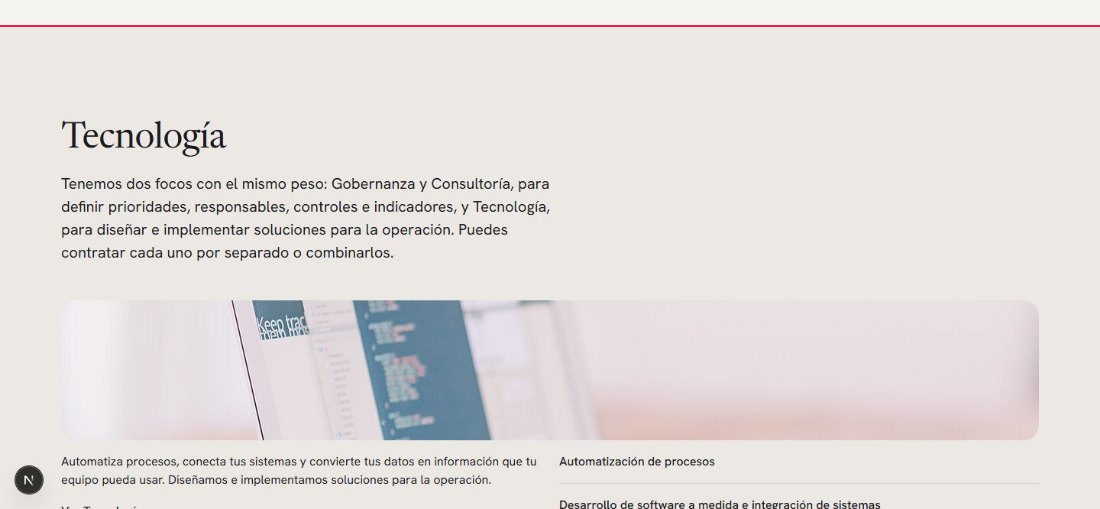 Tecnología
Tenemos dos focos con el mismo peso: Gobernanza y Consultoría, para
definir prioridades, responsables, controles e indicadores, y Tecnología,
para diseñar e implementar soluciones para la operación. Puedes
contratar cada uno por separado o combinarlos.
Keep trac
Automatiza procesos, conecta tus sistemas y convierte tus datos en información que tu
equipo pueda usar. Diseñamos e implementamos soluciones para la operación.
Automatización de procesos
N
Desarrollo de software a medida e integración de sistemas